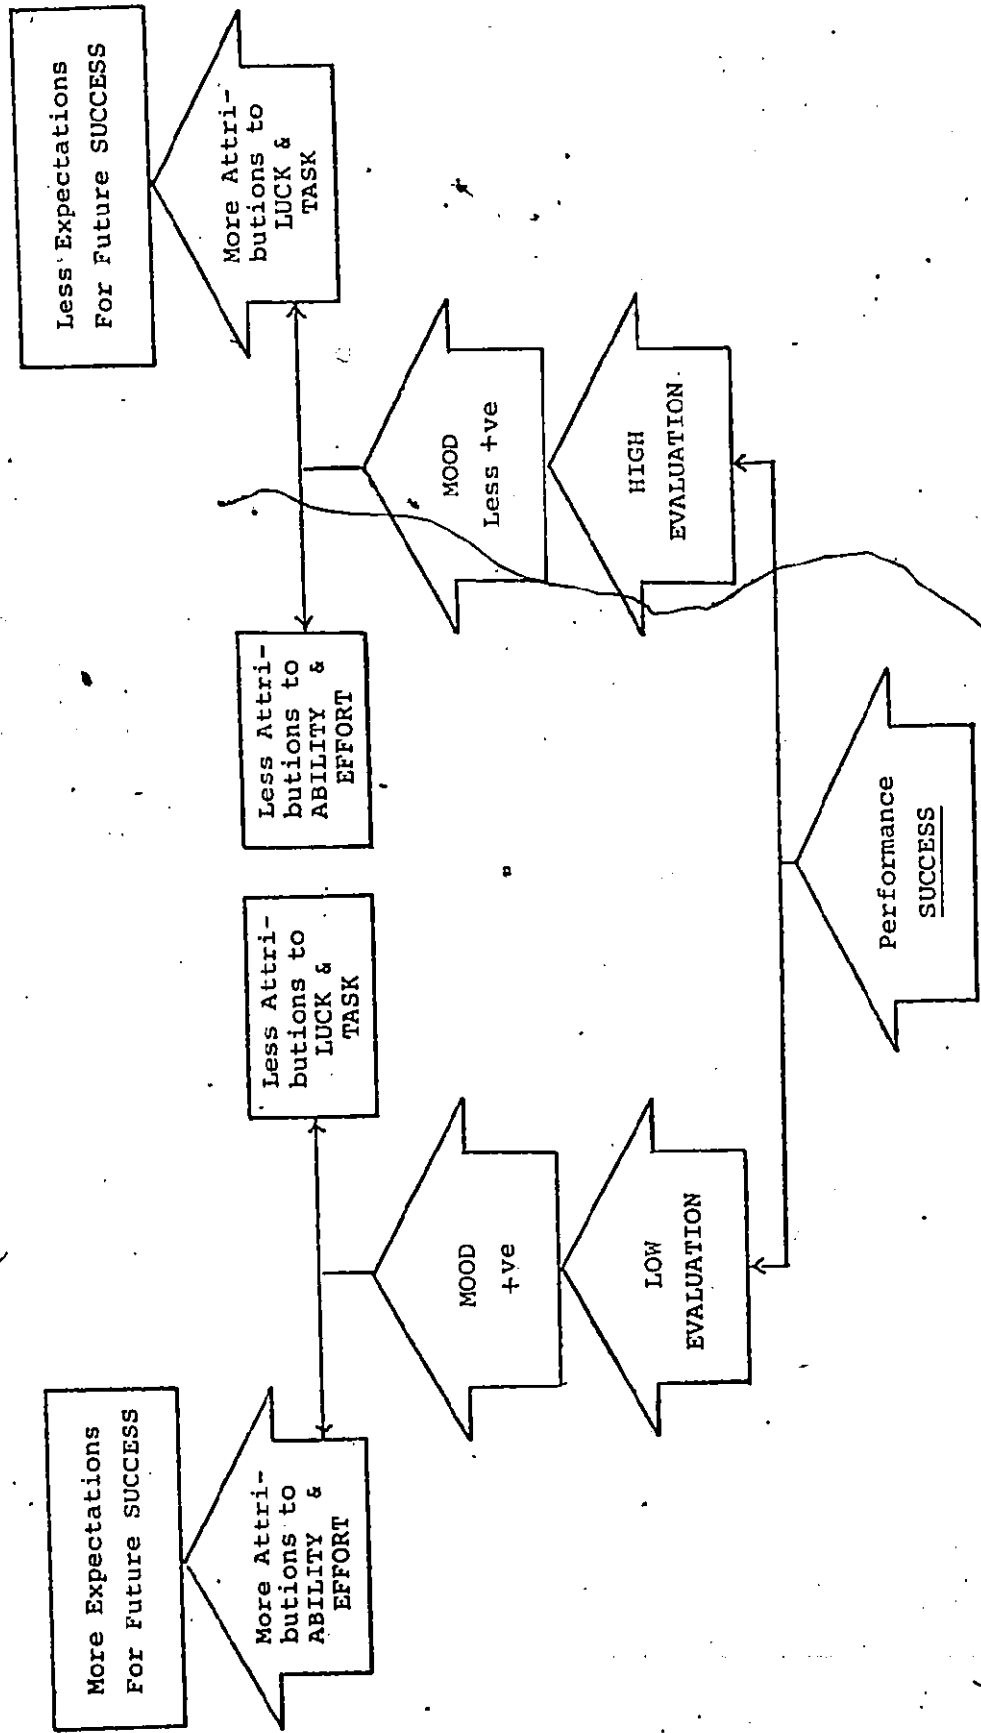 More Expectations
For Future SUCCESS
Less Expectations
For Future SUCCESS
More Attri-
butions to
ABILITY &
EFFORT
Less Attri-
butions to
LUCK &
TASK
Less Attri-
butions to
ABILITY &
EFFORT
More Attri-
butions to
LUCK &
TASK
MOOD
+ve
MOOD
Less +ve
LOW
EVALUATION
HIGH
EVALUATION
Performance
SUCCESS